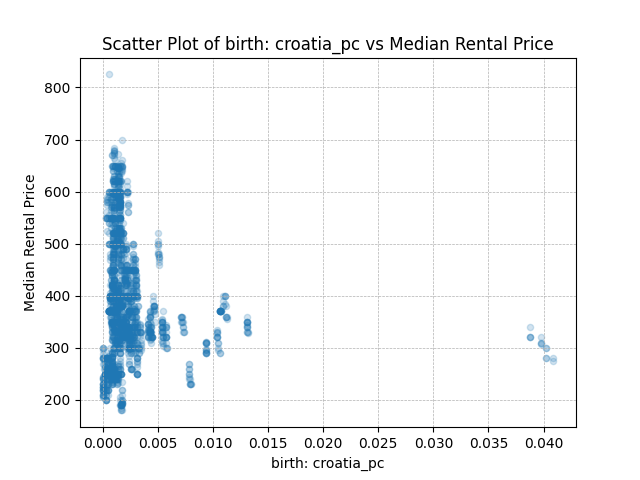 Scatter Plot of birth: croatia_pc vs Median Rental Price
Median Rental Price
800
700
600
500
400
300
200
0.000 0.005 0.010 0.015 0.020 0.025 0.030 0.035 0.040
birth: croatia_pc